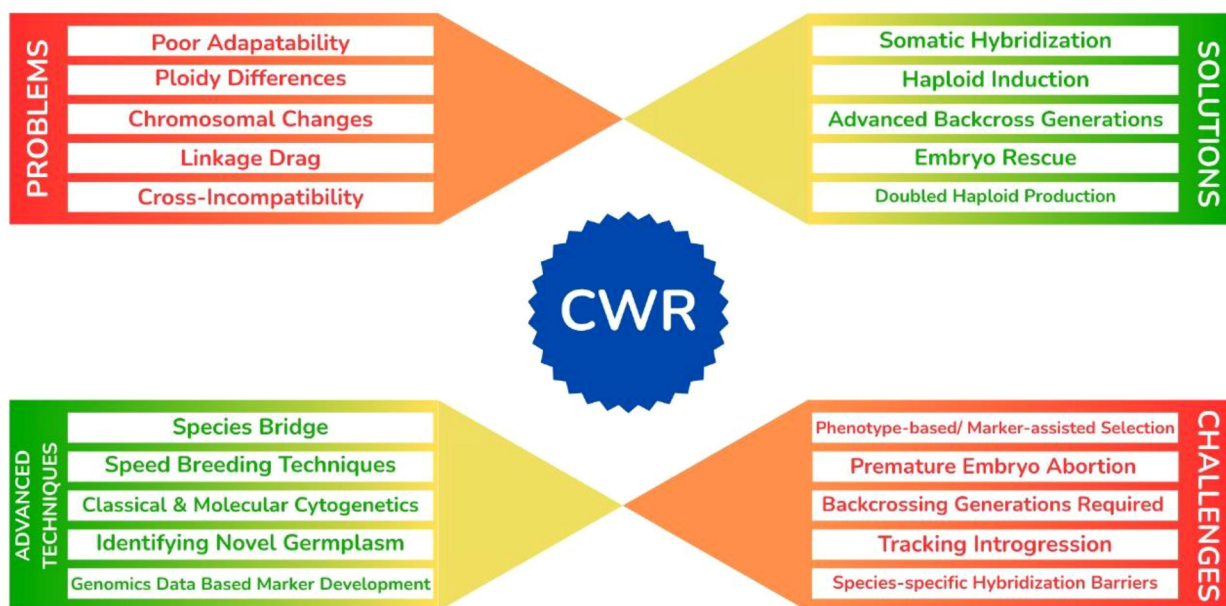 PROBLEMS
Poor Adapatability
Ploidy Differences
Chromosomal Changes
Linkage Drag
Cross-Incompatibility
SOLUTIONS
Somatic Hybridization
Haploid Induction
Advanced Backcross Generations
Embryo Rescue
Doubled Haploid Production
CWR
ADVANCED
TECHNIQUES
Species Bridge
Speed Breeding Techniques
Classical & Molecular Cytogenetics
Identifying Novel Germplasm
Genomics Data Based Marker Development
CHALLENGES
Phenotype-based/ Marker-assisted Selection
Premature Embryo Abortion
Backcrossing Generations Required
Tracking Introgression
Species-specific Hybridization Barriers